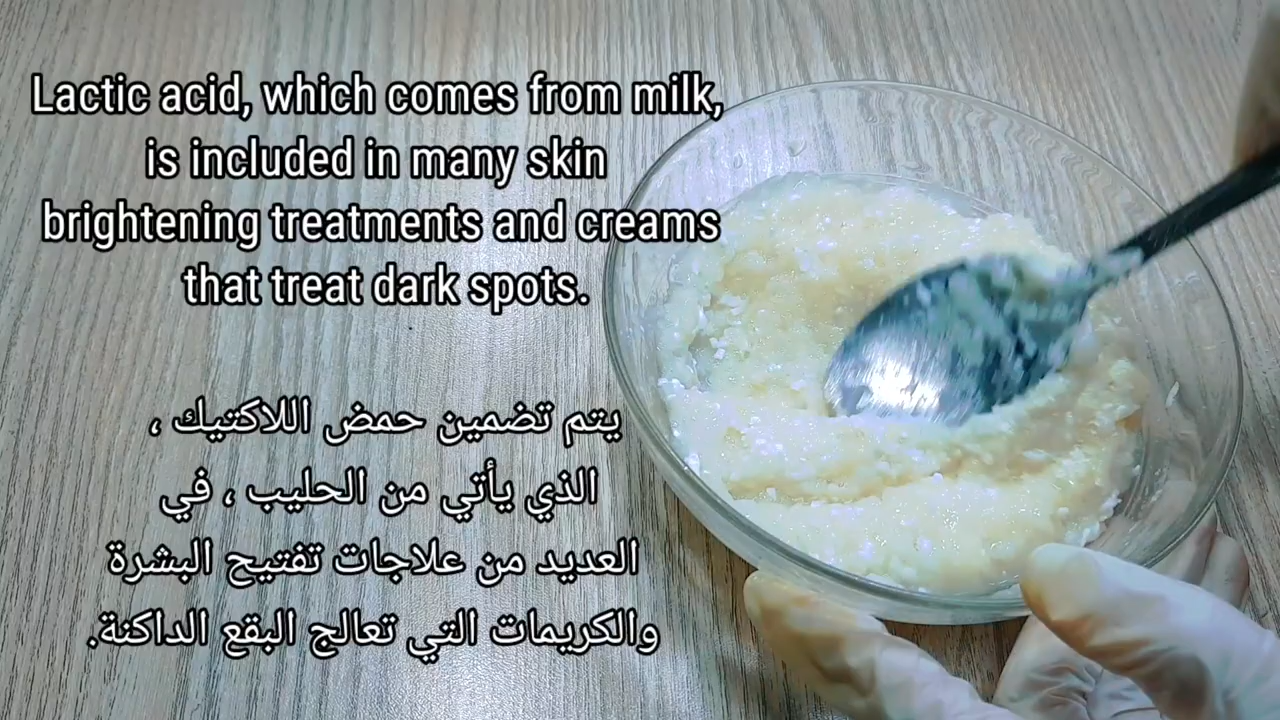 Lactic acid, which comes from milk,
is included in many skin
brightening treatments and creams
that treat dark spots.
يتم تضمين حمض اللاكتيك ،
الذي يأتي من الحليب ، في
العديد من علاجات تفتيح البشرة
والكريمات التي تعالج البقع الداكنة.